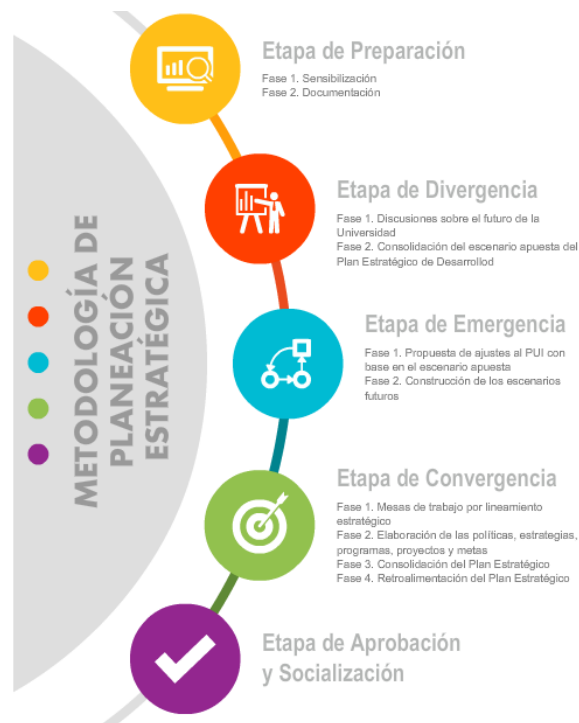 METODOLOGÍA DE
PLANEACIÓN
ESTRATÉGICA
Etapa de Preparación
Fase 1. Sensibilización
Fase 2. Documentación
Etapa de Divergencia
Fase 1. Discusiones sobre el futuro de la
Universidad
Fase 2. Consolidación del escenario apuesta del
Plan Estratégico de Desarrollod
Etapa de Emergencia
Fase 1. Propuesta de ajustes al PUI con
base en el escenario apuesta
Fase 2. Construcción de los escenarios
futuros
Etapa de Convergencia
Fase 1. Mesas de trabajo por lineamiento
estratégico
Fase 2. Elaboración de las políticas, estrategias,
programas, proyectos y metas
Fase 3. Consolidación del Plan Estratégico
Fase 4. Retroalimentación del Plan Estratégico
Etapa de Aprobación
y Socialización